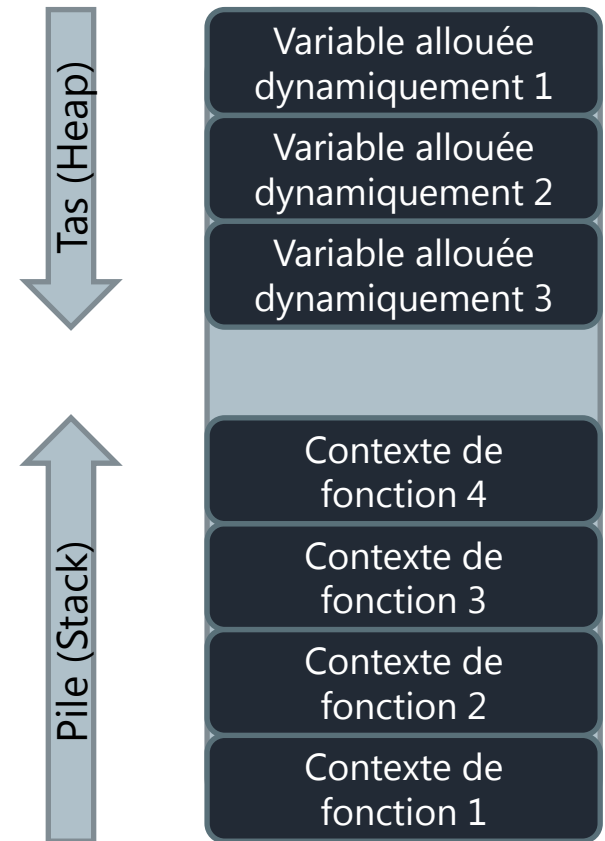 Tas (Heap)
Variable allouée
dynamiquement 1
Variable allouée
dynamiquement 2
Variable allouée
dynamiquement 3
Pile (Stack)
Contexte de
fonction 4
Contexte de
fonction 3
Contexte de
fonction 2
Contexte de
fonction 1